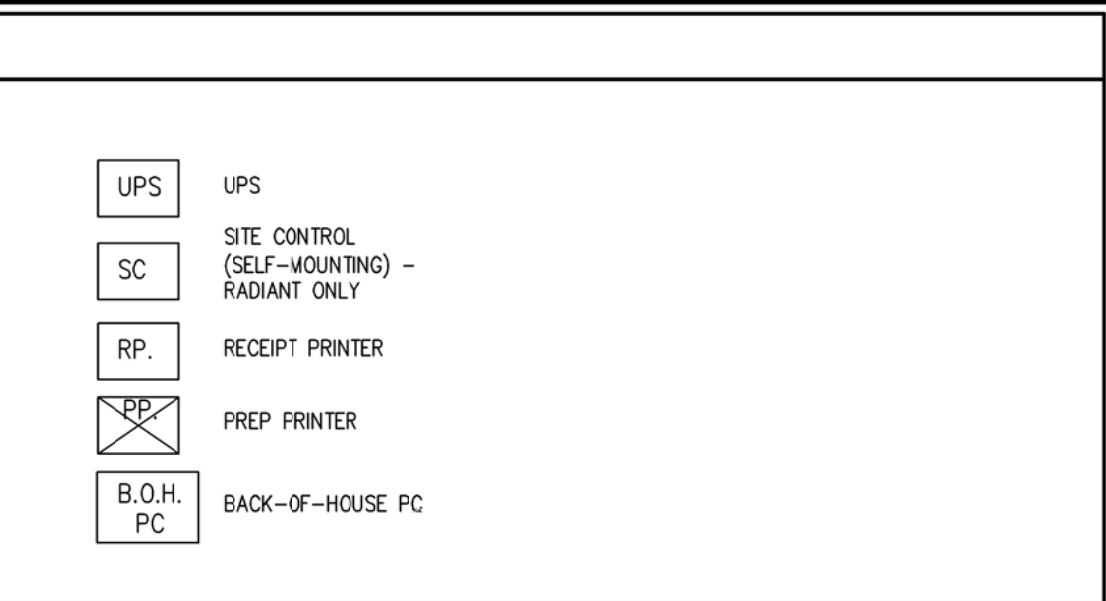 UPS UPS
SC SITE CONTROL
(SELF-MOUNTING) -
RADIANT ONLY
RP. RECEIPT PRINTER
PP. PREP PRINTER
B.O.H.
PC
BACK-OF-HOUSE PC